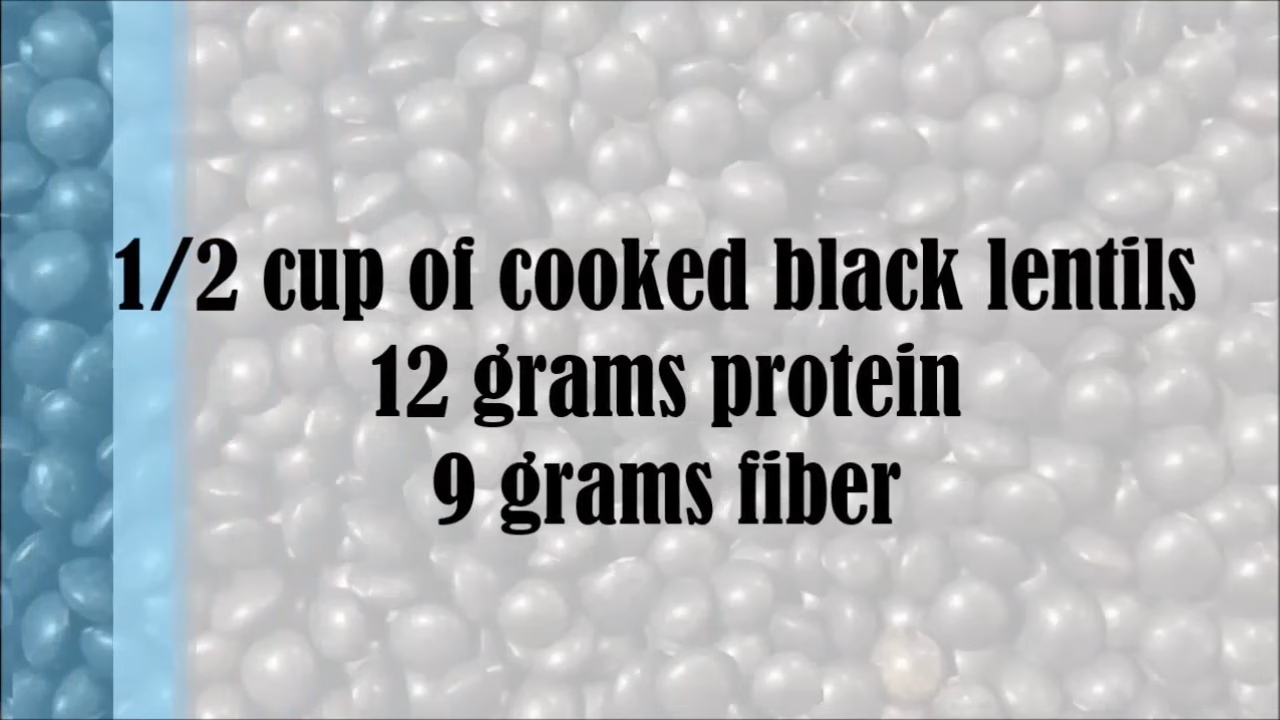 1/2 cup of cooked black lentils
12 grams protein
9 grams fiber